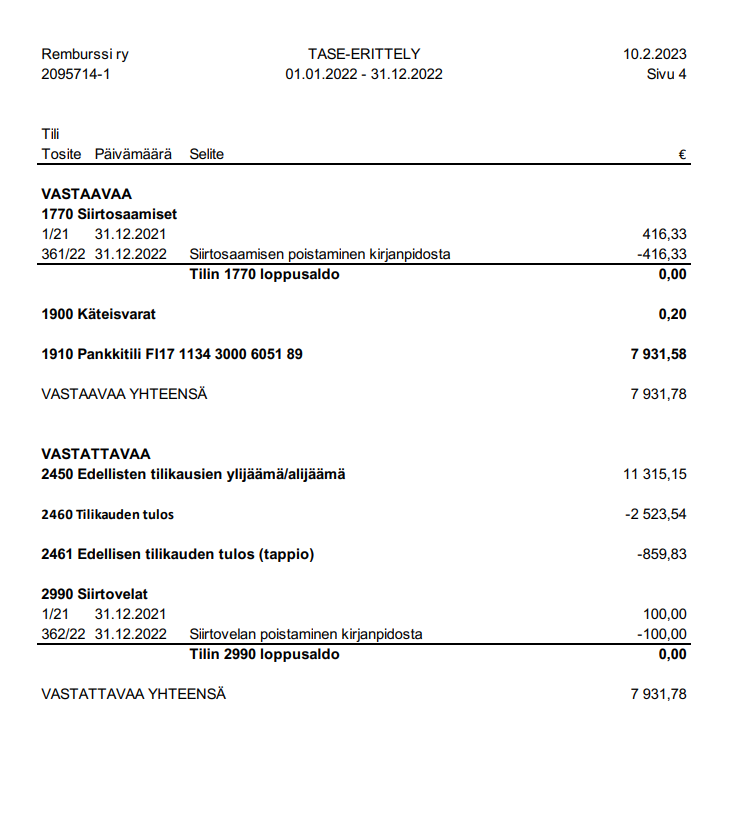 Remburssi ry TASE-ERITTELY 10.2.2023
2095714-1 01.01.2022 - 31.12.2022 Sivu 4
Tili
Tosite Päivämäärä Selite €
VASTAAVAA
1770 Siirtosaamiset
1/21 31.12.2021 416,33
361/22 31.12.2022 Siirtosaamisen poistaminen kirjanpidosta -416,33
Tilin 1770 loppusaldo 0,00
1900 Käteisvarat 0,20
1910 Pankkitili FI17 1134 3000 6051 89 7 931,58
VASTAAVAA YHTEENSÄ 7 931,78
VASTATTAVAA
2450 Edellisten tilikausien ylijäämä/alijäämä 11 315,15
2460 Tilikauden tulos -2 523,54
2461 Edellisen tilikauden tulos (tappio) -859,83
2990 Siirtovelat
1/21 31.12.2021 100,00
362/22 31.12.2022 Siirtovelan poistaminen kirjanpidosta -100,00
Tilin 2990 loppusaldo 0,00
VASTATTAVAA YHTEENSÄ 7 931,78